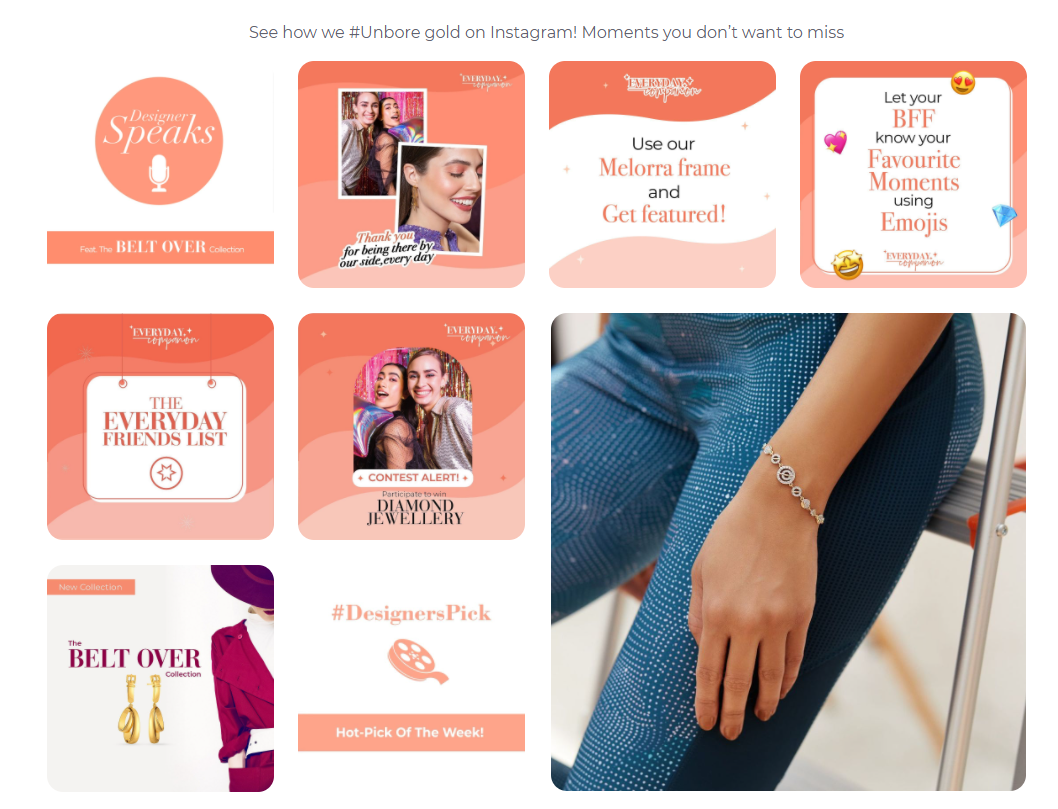 See how we #Unbore gold on Instagram! Moments you don’t want to miss
Designer
Speaks
Feat. The BELT OVER Collection
EVERYDAY.
companion
Thank you
for being there by
our side, every day
EVERYDAY.
companion
Use our
Melorra frame
and
Get featured!
Let your
BFF
know your
Favourite
Moments
using
Emojis
EVERYDAY.
companion
EVERYDAY.
companion
THE
EVERYDAY
FRIENDS LIST
EVERYDAY.
companion
CONTEST ALERT!
Participate to win
DIAMOND
JEWELLERY
New Collection
The
BELT OVER
Collection
#DesignersPick
Hot-Pick Of The Week!